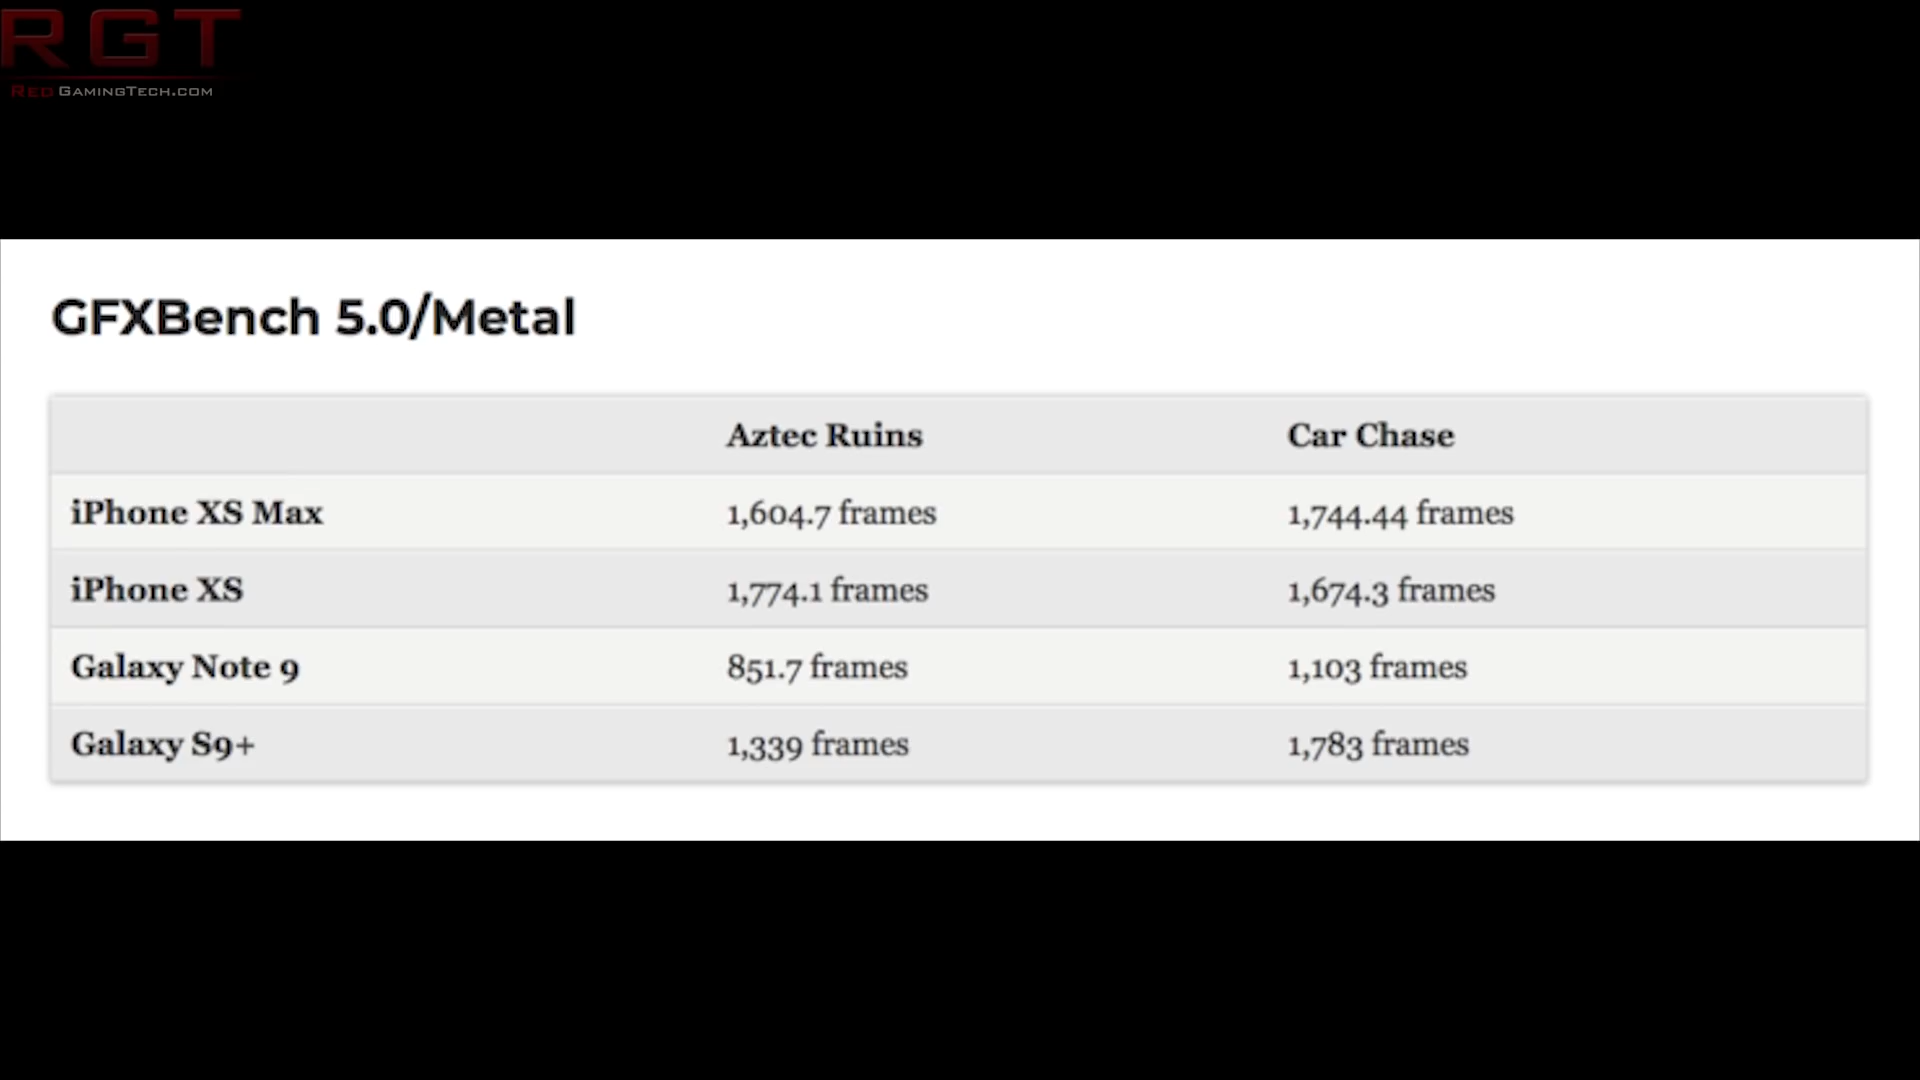 RGT
RedGamingTech.com
GFXBench 5.0/Metal
Aztec Ruins Car Chase
iPhone XS Max 1,604.7 frames 1,744.44 frames
iPhone XS 1,774.1 frames 1,674.3 frames
Galaxy Note 9 851.7 frames 1,103 frames
Galaxy S9+ 1,339 frames 1,783 frames